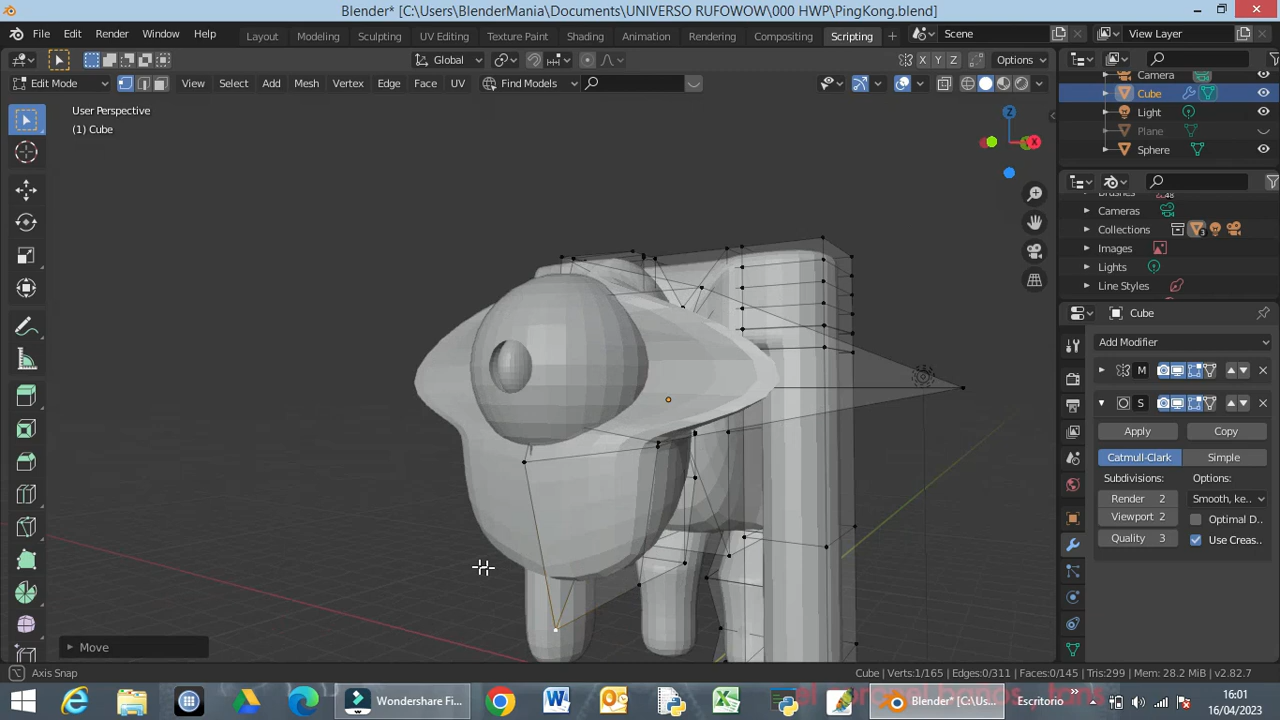 Blender* [C:\Users\BlenderMania\Documents\UNIVERSO RUFOWOW\000 HWP\PingKong.blend]
File Edit Render Window Help Layout Modeling Sculpting UV Editing Texture Paint Shading Animation Rendering Compositing Scripting + Scene View Layer
Global X Y Z Options
Edit Mode View Select Add Mesh Vertex Edge Face UV Find Models
Camera
Cube
Light
Plane
Sphere
User Perspective
(1) Cube
Z
X
Cameras
Collections 3
Images
Lights
Line Styles
Cube
Add Modifier
M
S
Apply Copy
Catmull-Clark Simple
Subdivisions: Options:
Render 2 Smooth, ke..
Viewport 2 Optimal D..
Quality 3 Use Creas..
Move
Axis Snap Cube | Verts:1/165 | Edges:0/311 | Faces:0/145 | Tris:299 | Mem: 28.2 MiB | v2.82.7
Wondershare Fi... Blender* [C:\Us... Escritorio » 16:01
16/04/2023